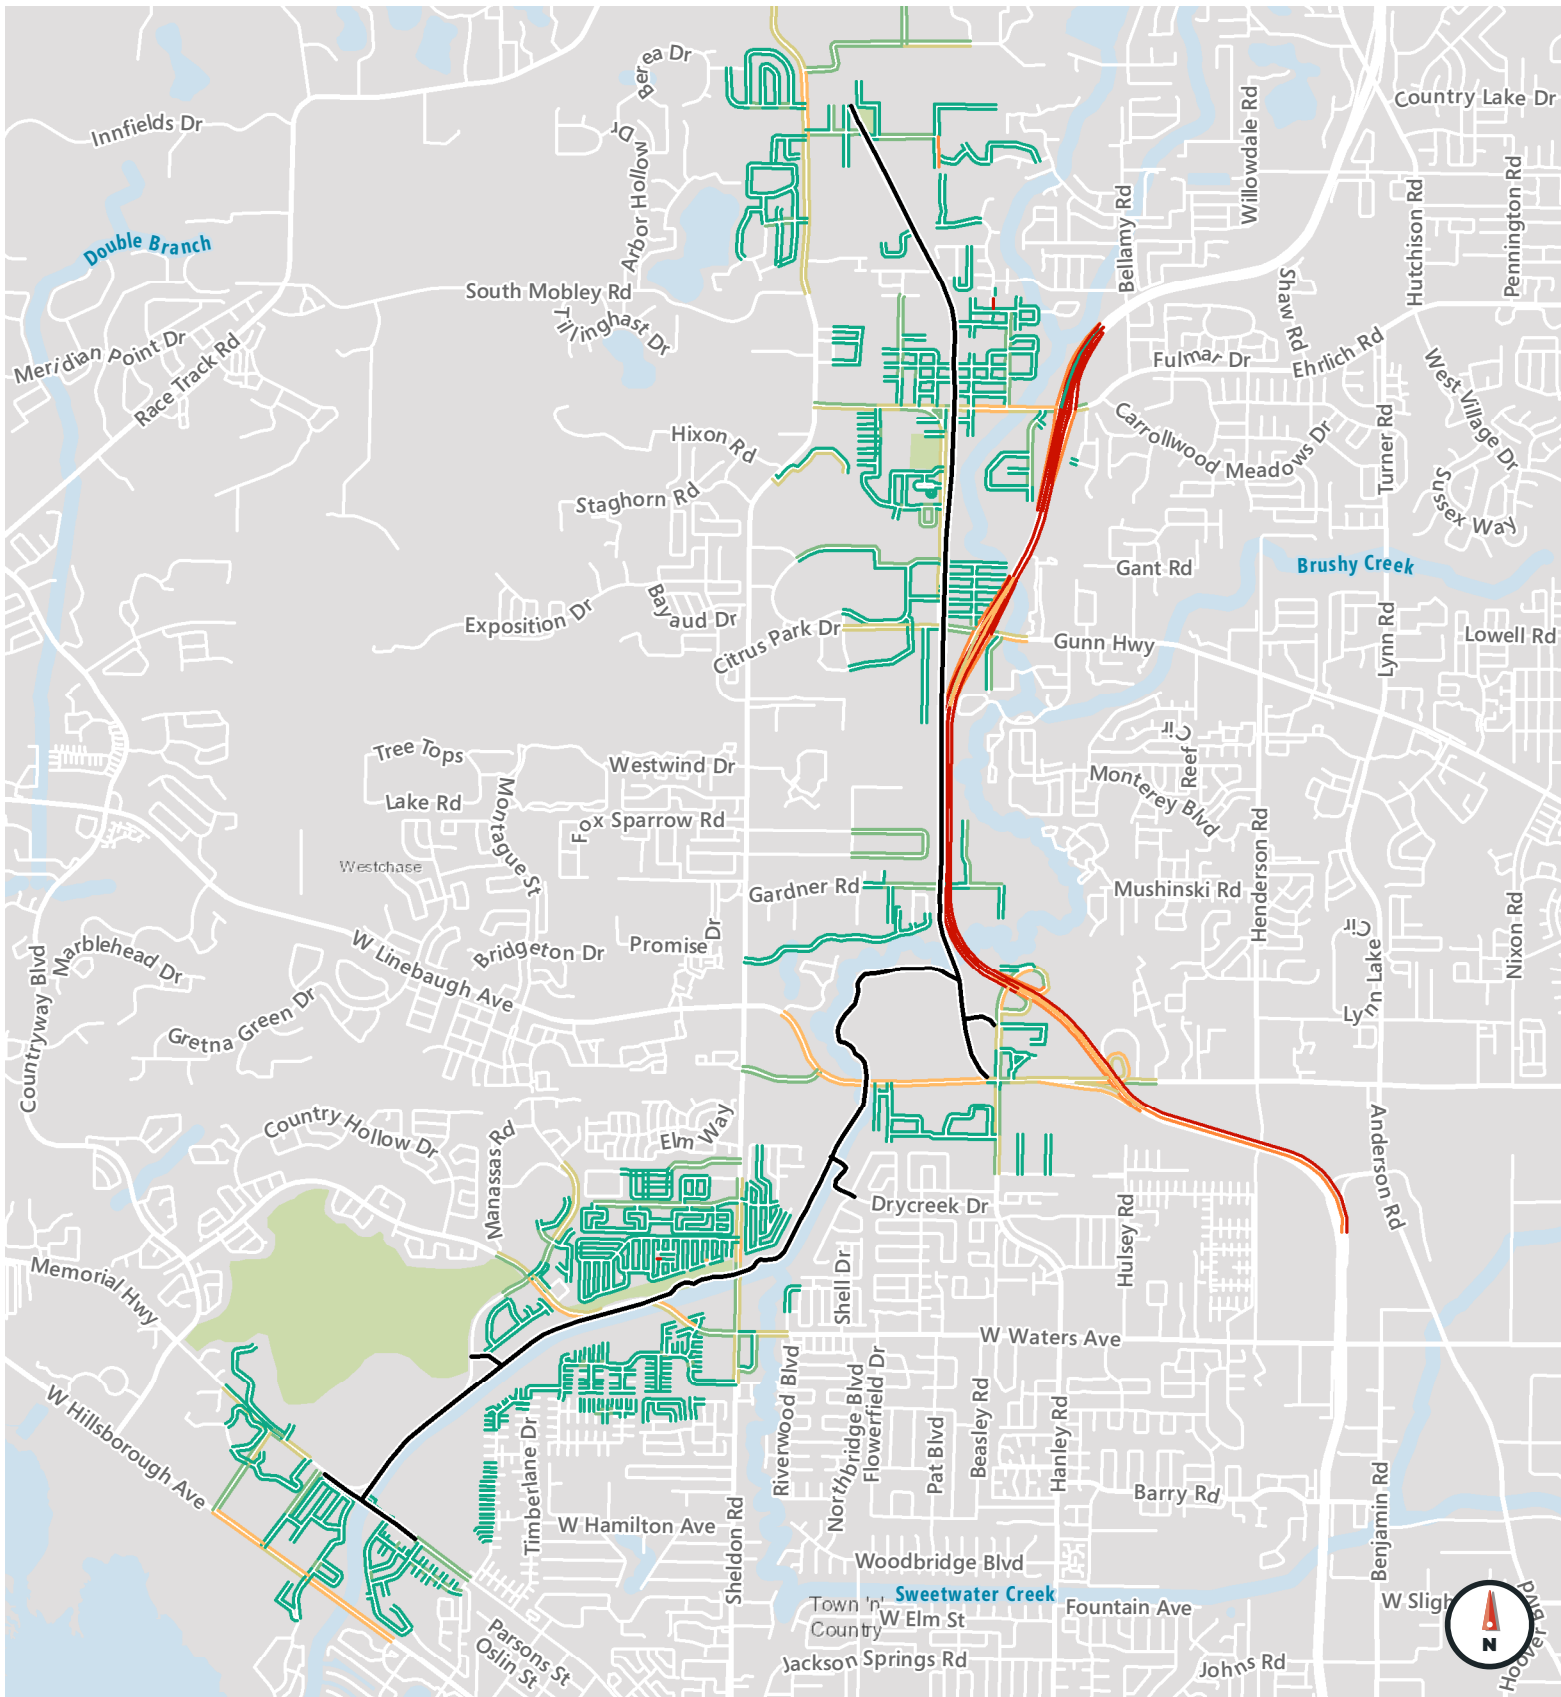 Berea Dr
Country Lake Dr
Innfields Dr
Dr
Arbor Hollow
Willowdale Rd
Pennington Rd
Hutchison Rd
Bellamy Rd
Double Branch
South Mobley Rd
Tillinghast Dr
Shaw Rd
Meridian Point Dr
Race Track Rd
Fulmar Dr
Ehrlich Rd
West Village Dr
Carrollwood Meadows Dr
Turner Rd
Hixon Rd
Staghorn Rd
Sussex Way
Gant Rd
Brushy Creek
Exposition Dr
Bayaud Dr
Citrus Park Dr
Gunn Hwy
Lynn Rd
Lowell Rd
Tree Tops
Westwind Dr
Reef Cir
Lake Rd
Montague St
Fox Sparrow Rd
Monterey Blvd
Henderson Rd
Westchase
Gardner Rd
Mushinski Rd
Nixon Rd
Marblehead Dr
W Linebaugh Ave
Bridgeton Dr
Promise Dr
Lynn Lake Cir
Gretna Green Dr
Countryway Blvd
Country Hollow Dr
Manassas Rd
Elm Way
Anderson Rd
Drycreek Dr
Hulsey Rd
Memorial Hwy
Shell Dr
W Waters Ave
W Hillsborough Ave
Riverwood Blvd
Northbridge Blvd
Flowerfield Dr
Pat Blvd
Beasley Rd
Hanley Rd
Timberlane Dr
Barry Rd
Benjamin Rd
W Hamilton Ave
Sheldon Rd
Woodbridge Blvd
Sweetwater Creek
Town 'n'
Country
W Elm St
Fountain Ave
W Sligh
Hoover Blvd
N
Parsons St
Oslin St
Jackson Springs Rd
Johns Rd